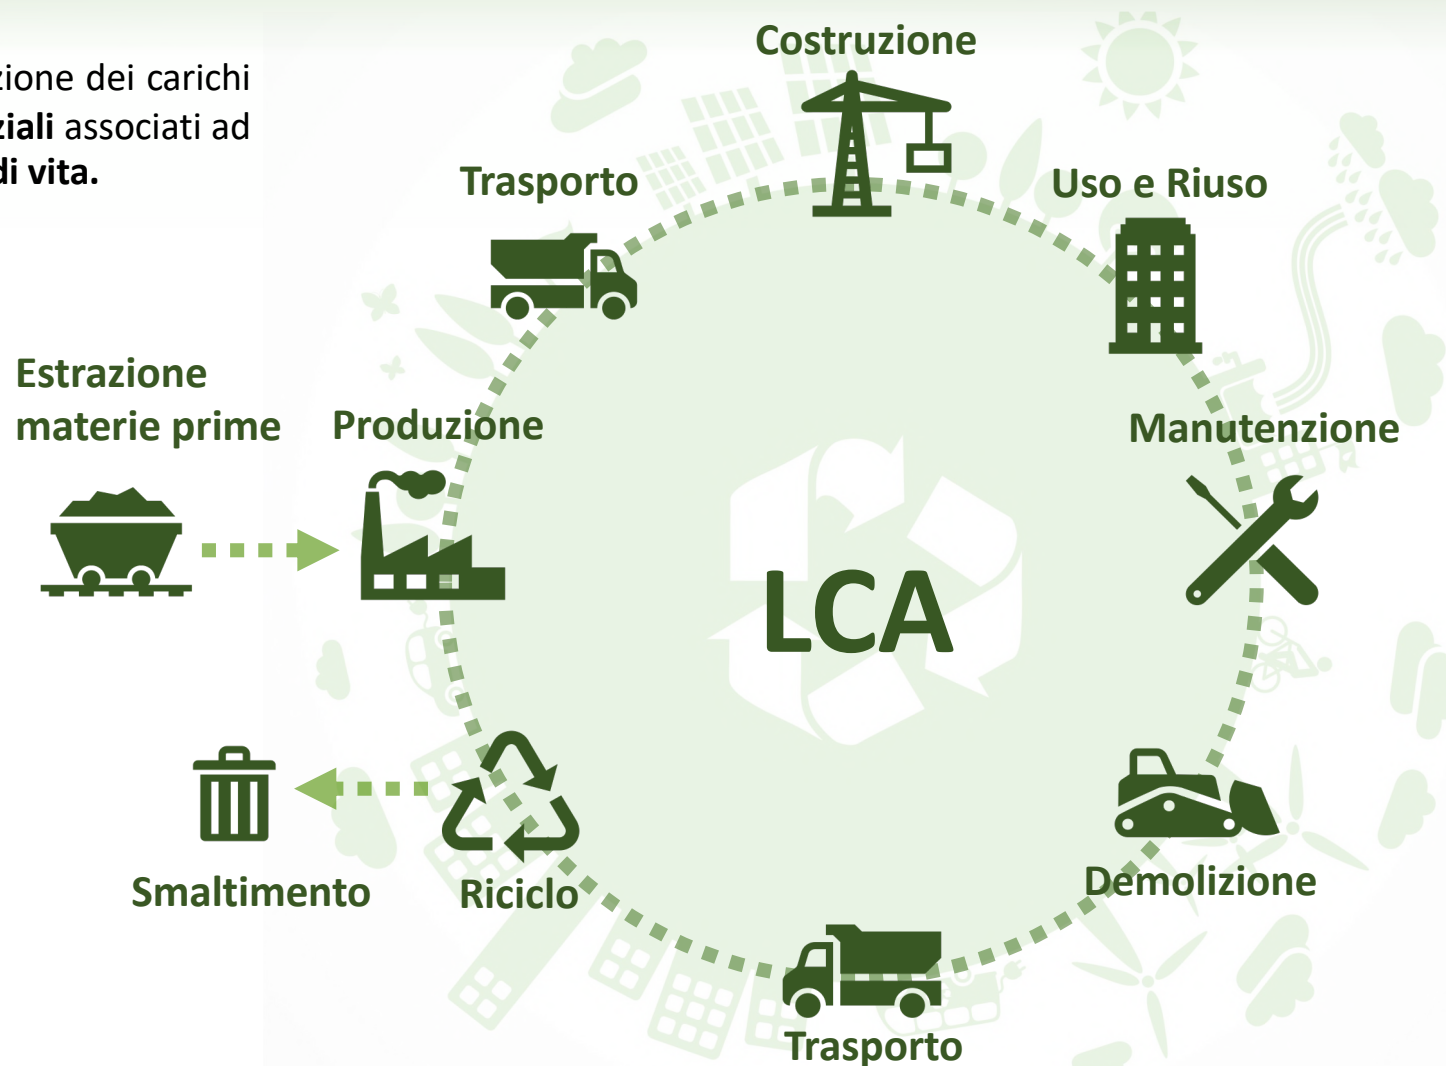 zione dei carichi
ziali associati ad
di vita.
Costruzione
Trasporto
Uso e Riuso
Estrazione
materie prime
Produzione
Manutenzione
LCA
Smaltimento
Riciclo
Demolizione
Trasporto